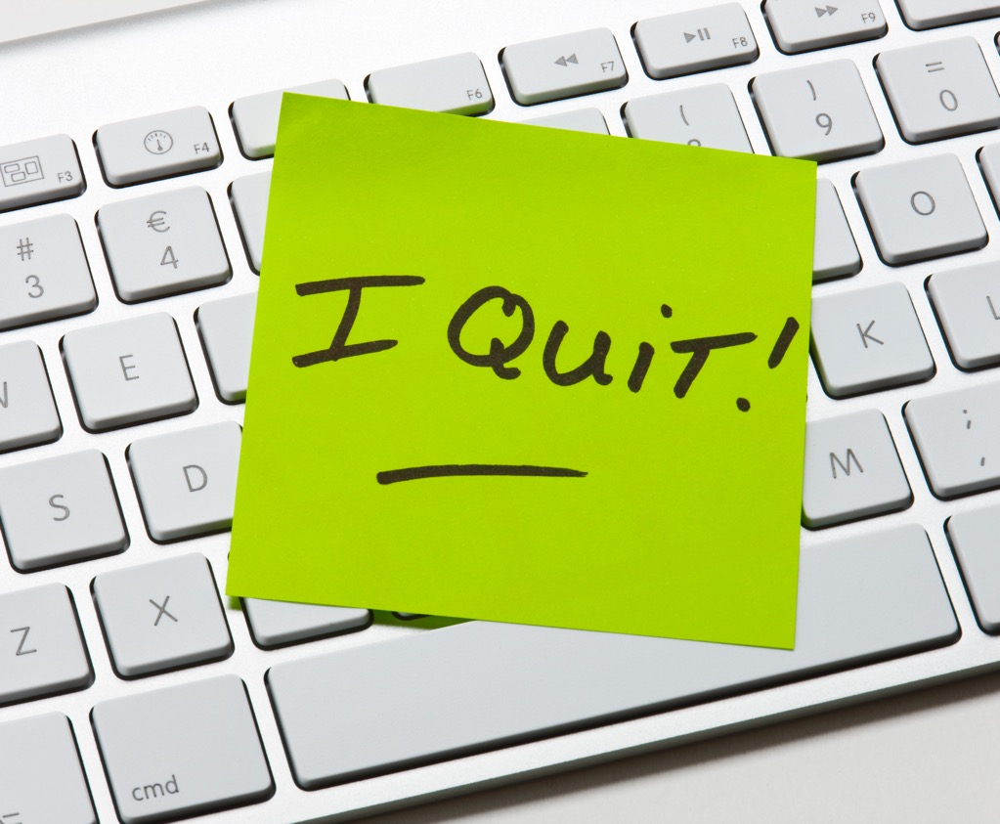 F3
F4
F6
F7
F8
F9
#
3
€
4
(
)
9
=
0
O
I QUiT!
E
K
L
S
D
M
;
,
Z
X
cmd